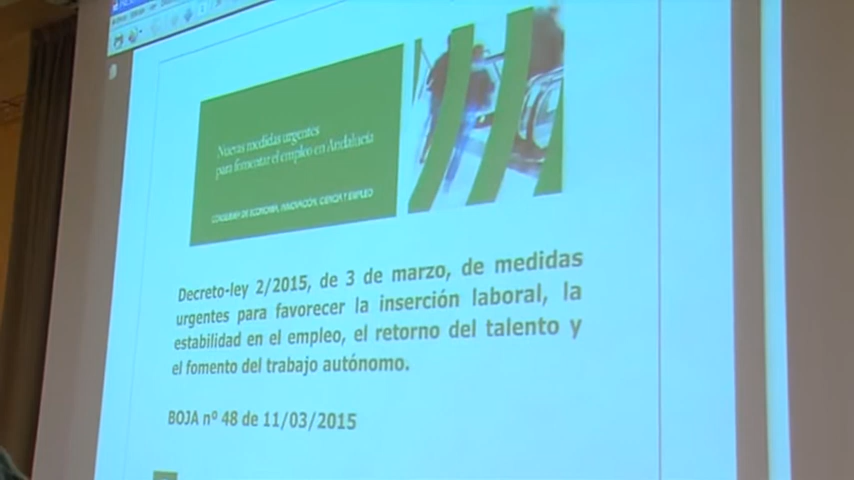 Nuevas medidas urgentes
para fomentar el empleo en Andalucía
CONSEJERÍA DE ECONOMÍA, INNOVACIÓN, CIENCIA Y EMPLEO
Decreto-ley 2/2015, de 3 de marzo, de medidas
urgentes para favorecer la inserción laboral, la
estabilidad en el empleo, el retorno del talento y
el fomento del trabajo autónomo.
BOJA nº 48 de 11/03/2015